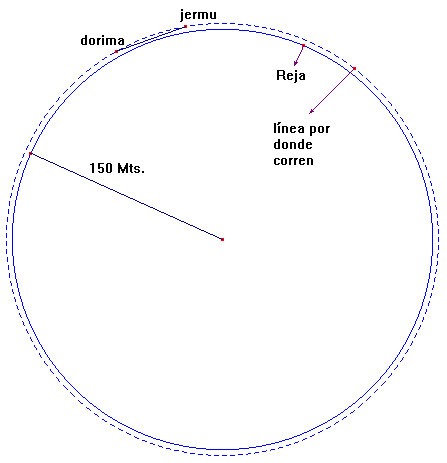 jermu
dorima
Reja
línea por
donde
corren
150 Mts.